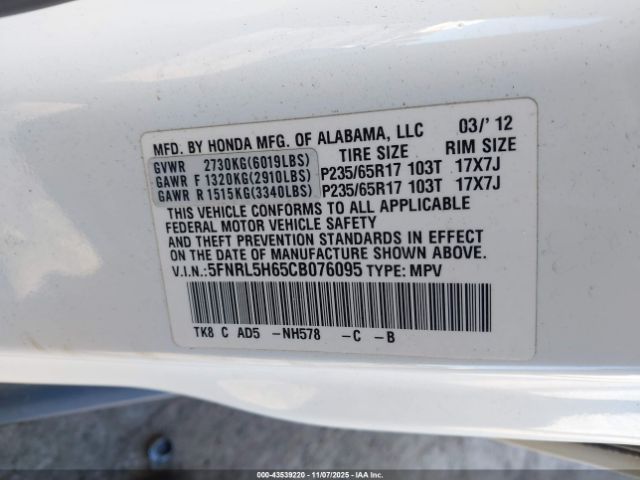 MFD. BY HONDA MFG. OF ALABAMA, LLC 03/' 12
GVWR 2730KG(6019LBS) TIRE SIZE RIM SIZE
GAWR F 1320KG(2910LBS) P235/65R17 103T 17X7J
GAWR R 1515KG(3340LBS) P235/65R17 103T 17X7J
THIS VEHICLE CONFORMS TO ALL APPLICABLE
FEDERAL MOTOR VEHICLE SAFETY
AND THEFT PREVENTION STANDARDS IN EFFECT
ON THE DATE OF MANUFACTURE SHOWN ABOVE.
V.I.N.:5FNRL5H65CB076095 TYPE: MPV
TK8 C AD5 -NH578 -C -B
000-43539220 - 11/07/2025 - IAAI.COM